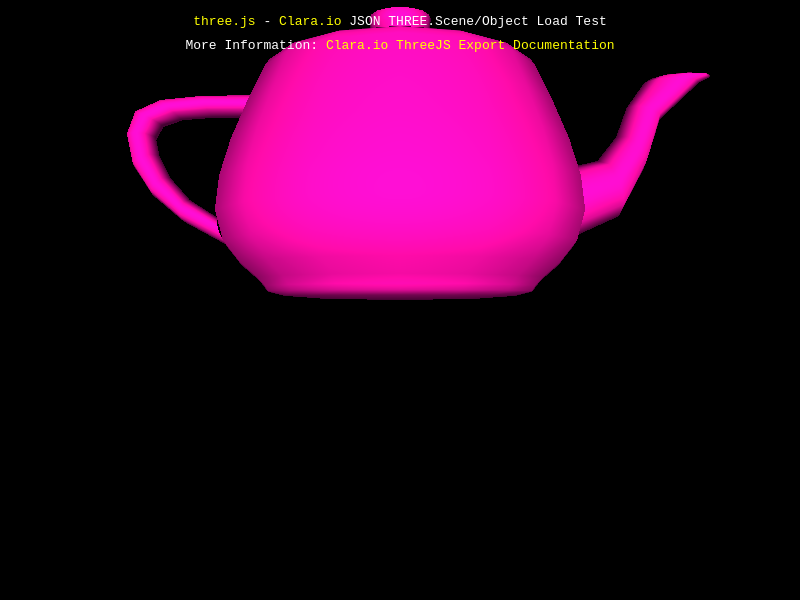 three.js - Clara.io JSON THREE.Scene/Object Load Test
More Information: Clara.io ThreeJS Export Documentation